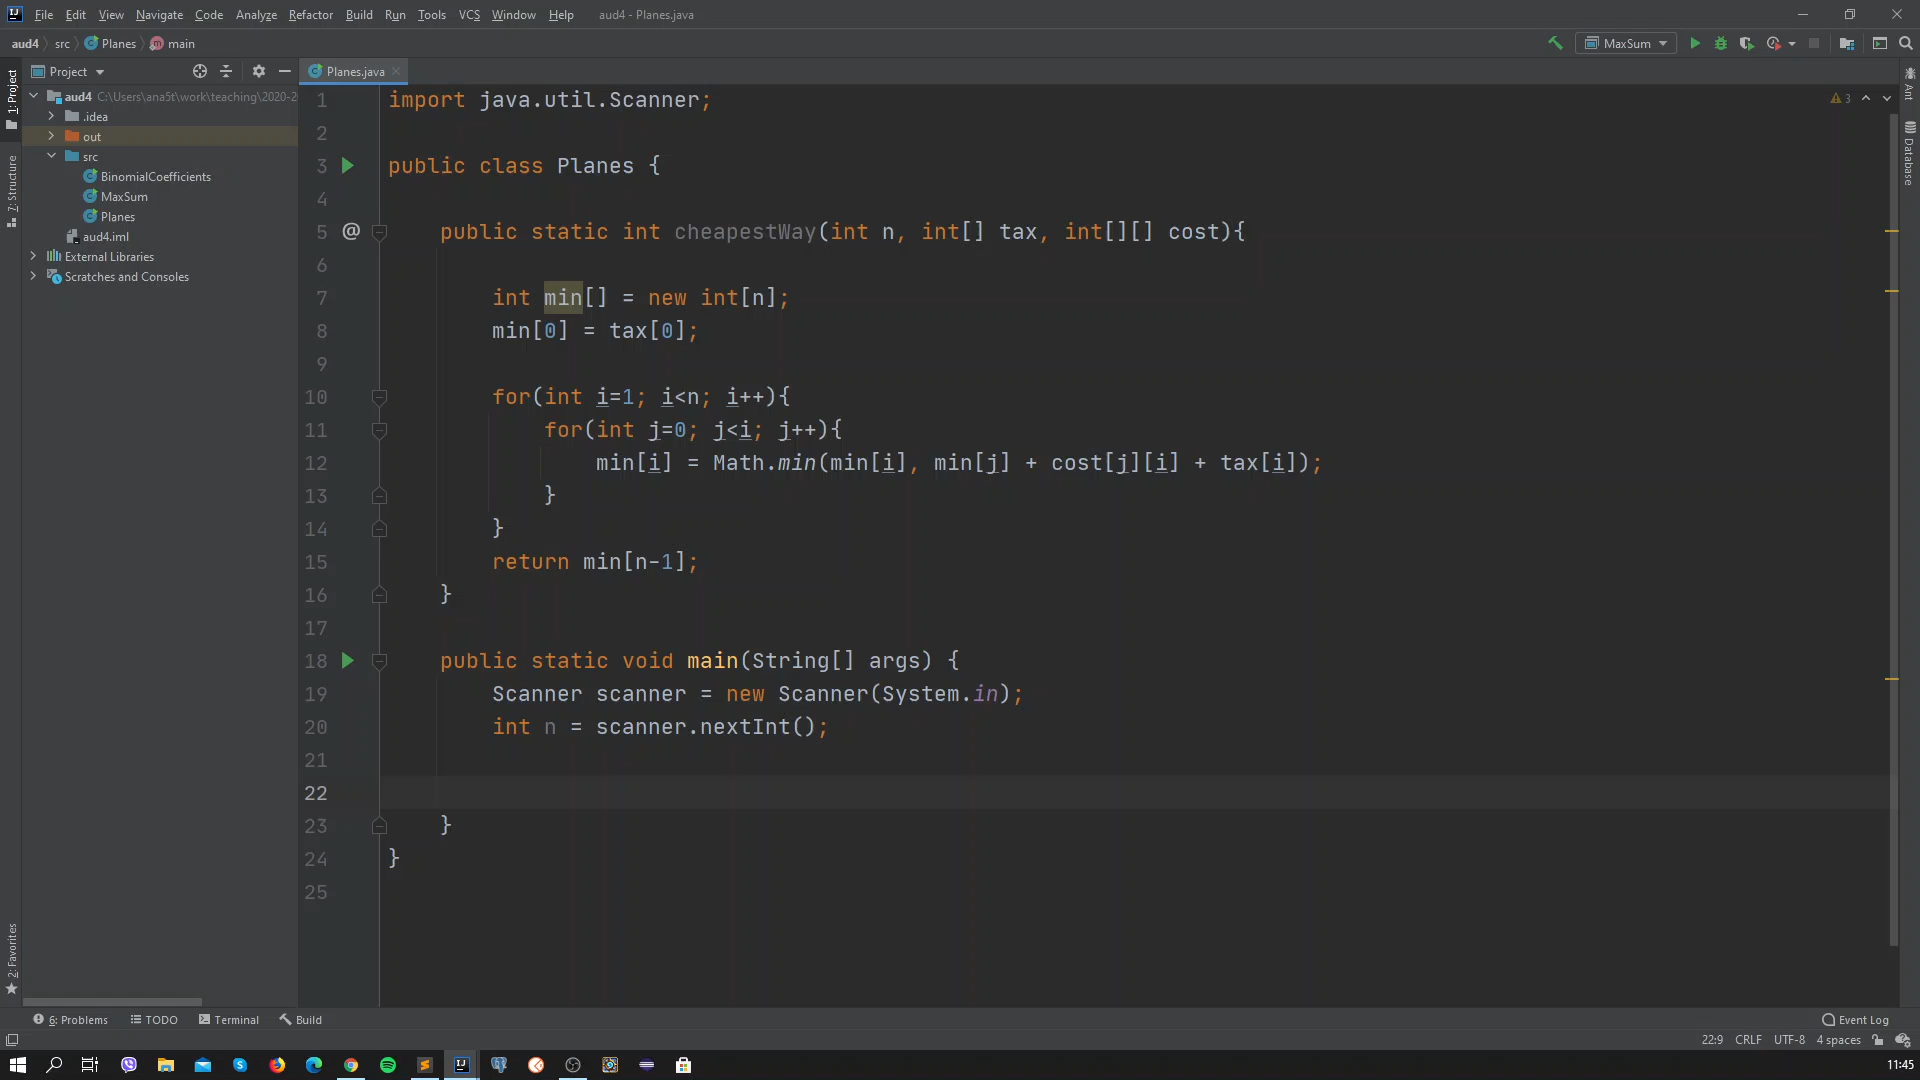 File Edit View Navigate Code Analyze Refactor Build Run Tools VCS Window Help aud4 - Planes.java
aud4 src Planes main MaxSum
1: Project
7: Structure
2: Favorites
Project
aud4 C:\Users\ana5t\work\teaching\2020-2
.idea
out
src
BinomialCoefficients
MaxSum
Planes
aud4.iml
External Libraries
Scratches and Consoles
Planes.java
3
Ant
Database
1 import java.util.Scanner;
2
3 public class Planes {
4
5 @ public static int cheapestWay(int n, int[] tax, int[][] cost){
6
7 int min[] = new int[n];
8 min[0] = tax[0];
9
10 for(int i=1; i<n; i++){
11 for(int j=0; j<i; j++){
12 min[i] = Math.min(min[i], min[j] + cost[j][i] + tax[i]);
13 }
14 }
15 return min[n-1];
16 }
17
18 public static void main(String[] args) {
19 Scanner scanner = new Scanner(System.in);
20 int n = scanner.nextInt();
21
22
23 }
24 }
25
6: Problems TODO Terminal Build Event Log
22:9 CRLF UTF-8 4 spaces
11:45